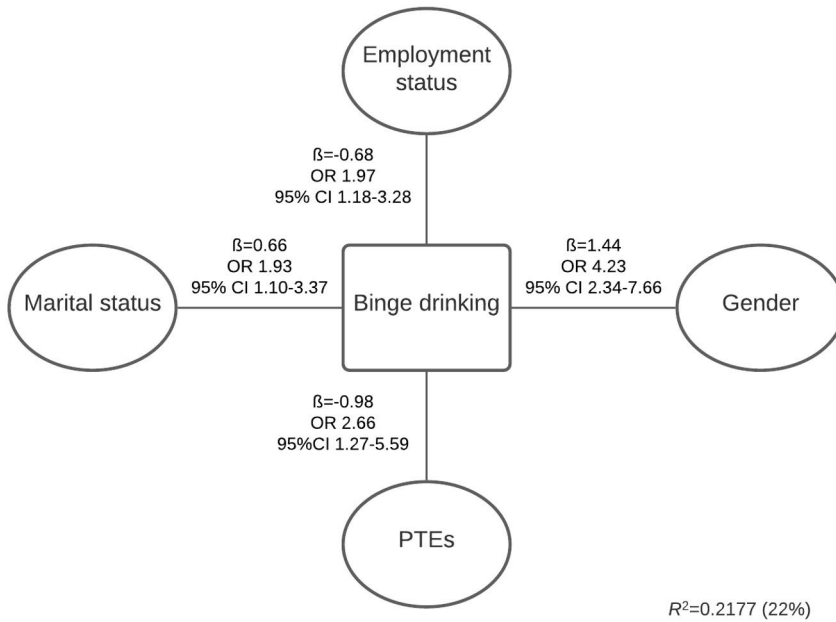 Employment
status
ß=-0.68
OR 1.97
95% CI 1.18-3.28
ß=0.66
OR 1.93
95% CI 1.10-3.37
ß=1.44
OR 4.23
95% CI 2.34-7.66
Marital status
Binge drinking
Gender
ß=-0.98
OR 2.66
95%CI 1.27-5.59
PTEs
R²=0.2177 (22%)